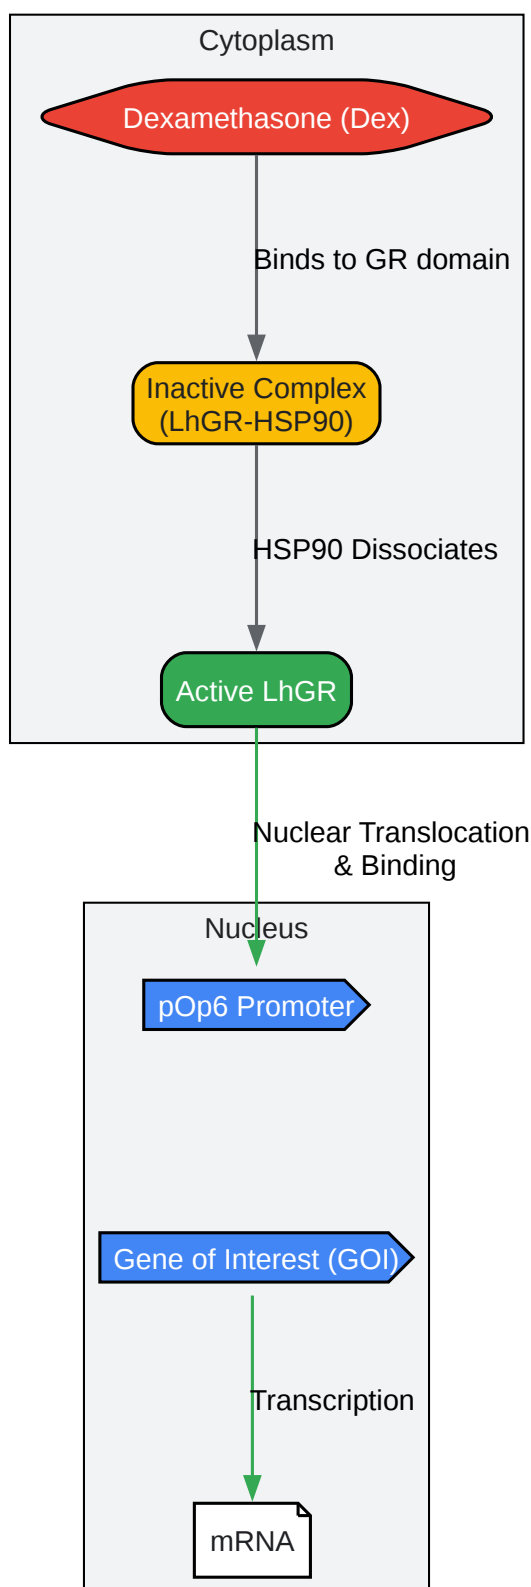 Cytoplasm
Dexamethasone (Dex)
Binds to GR domain
Inactive Complex
(LhGR-HSP90)
HSP90 Dissociates
Active LhGR
Nuclear Translocation
& Binding
Nucleus
pOp6 Promoter
Gene of Interest (GOI)
Transcription
mRNA